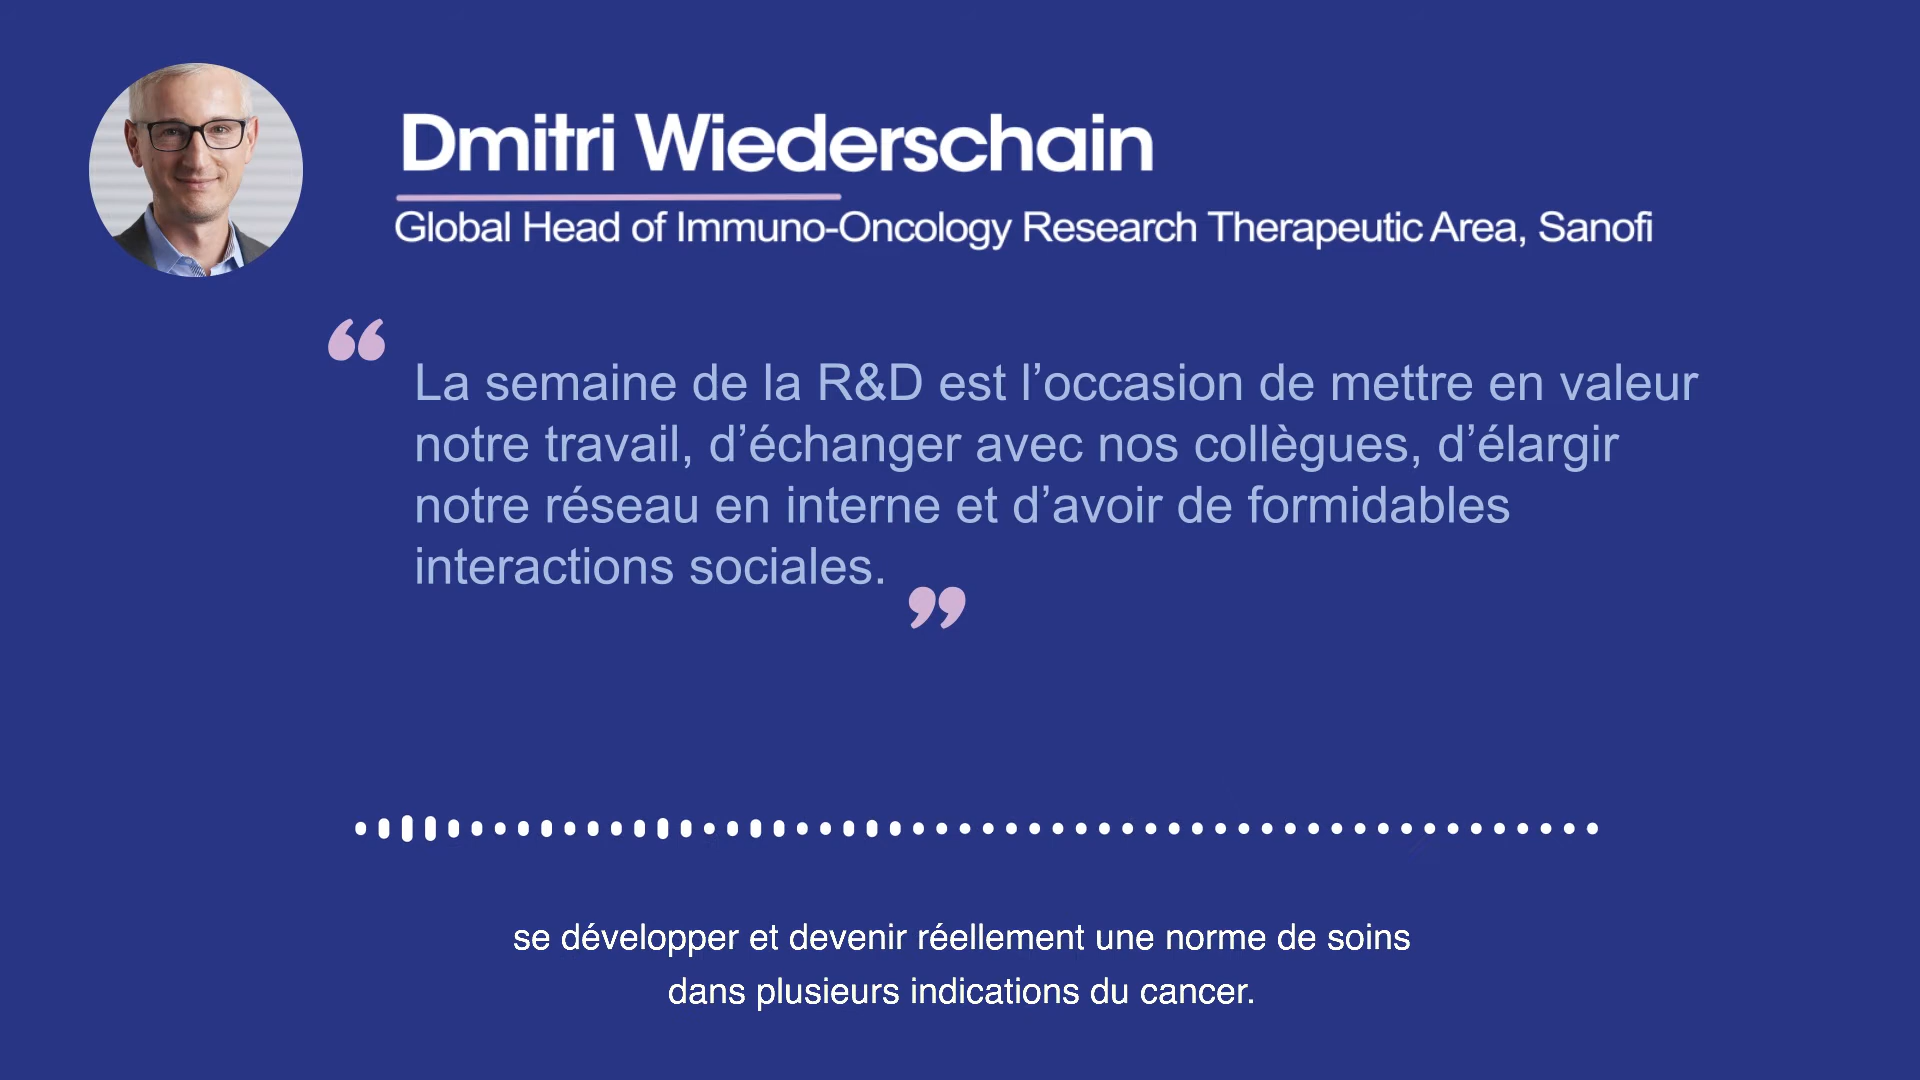 Dmitri Wiederschain
Global Head of Immuno-Oncology Research Therapeutic Area, Sanofi
“
La semaine de la R&D est l’occasion de mettre en valeur
notre travail, d’échanger avec nos collègues, d’élargir
notre réseau en interne et d’avoir de formidables
interactions sociales.
”
se développer et devenir réellement une norme de soins
dans plusieurs indications du cancer.